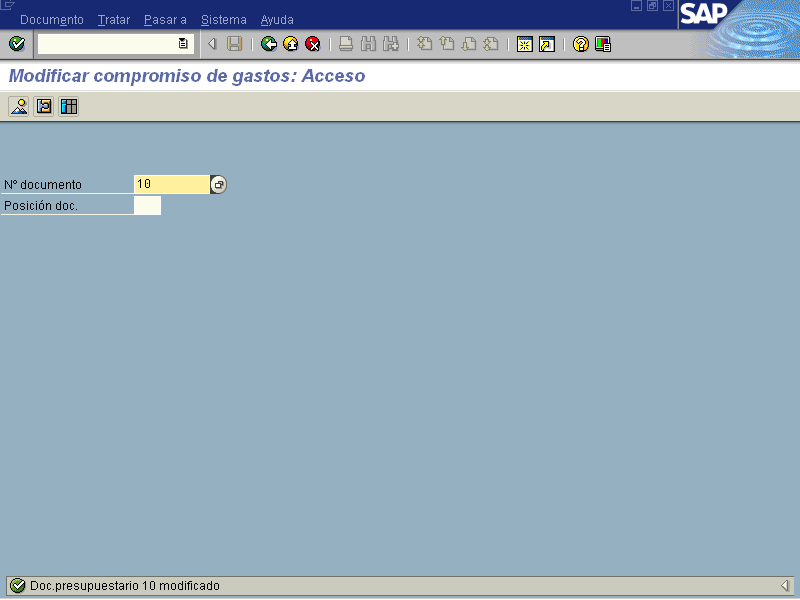 Documento Tratar Pasar a Sistema Ayuda
SAP
Modificar compromiso de gastos: Acceso
Nº documento 10
Posición doc.
Doc.presupuestario 10 modificado